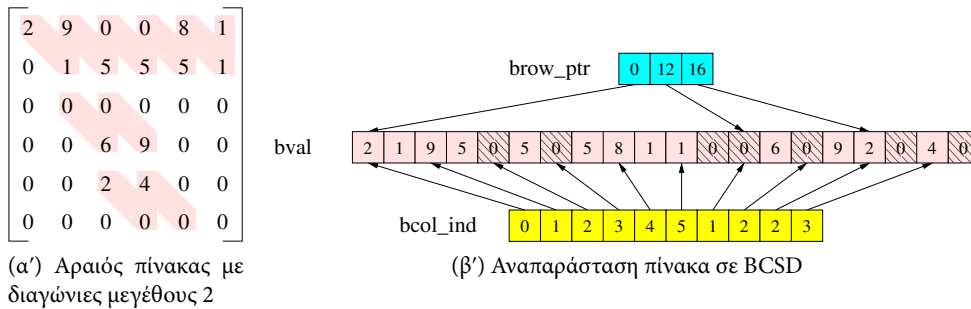 2 9 0 0 8 1
0 1 5 5 5 1
0 0 0 0 0 0
0 0 6 9 0 0
0 0 2 4 0 0
0 0 0 0 0 0
(α') Αραιός πίνακας με
διαγώνιες μεγέθους 2
brow_ptr 0 12 16
bval 2 1 9 5 0 5 0 5 8 1 1 0 0 6 0 9 2 0 4 0
bcol_ind 0 1 2 3 4 5 1 2 2 3
(β') Αναπαράσταση πίνακα σε BCSD